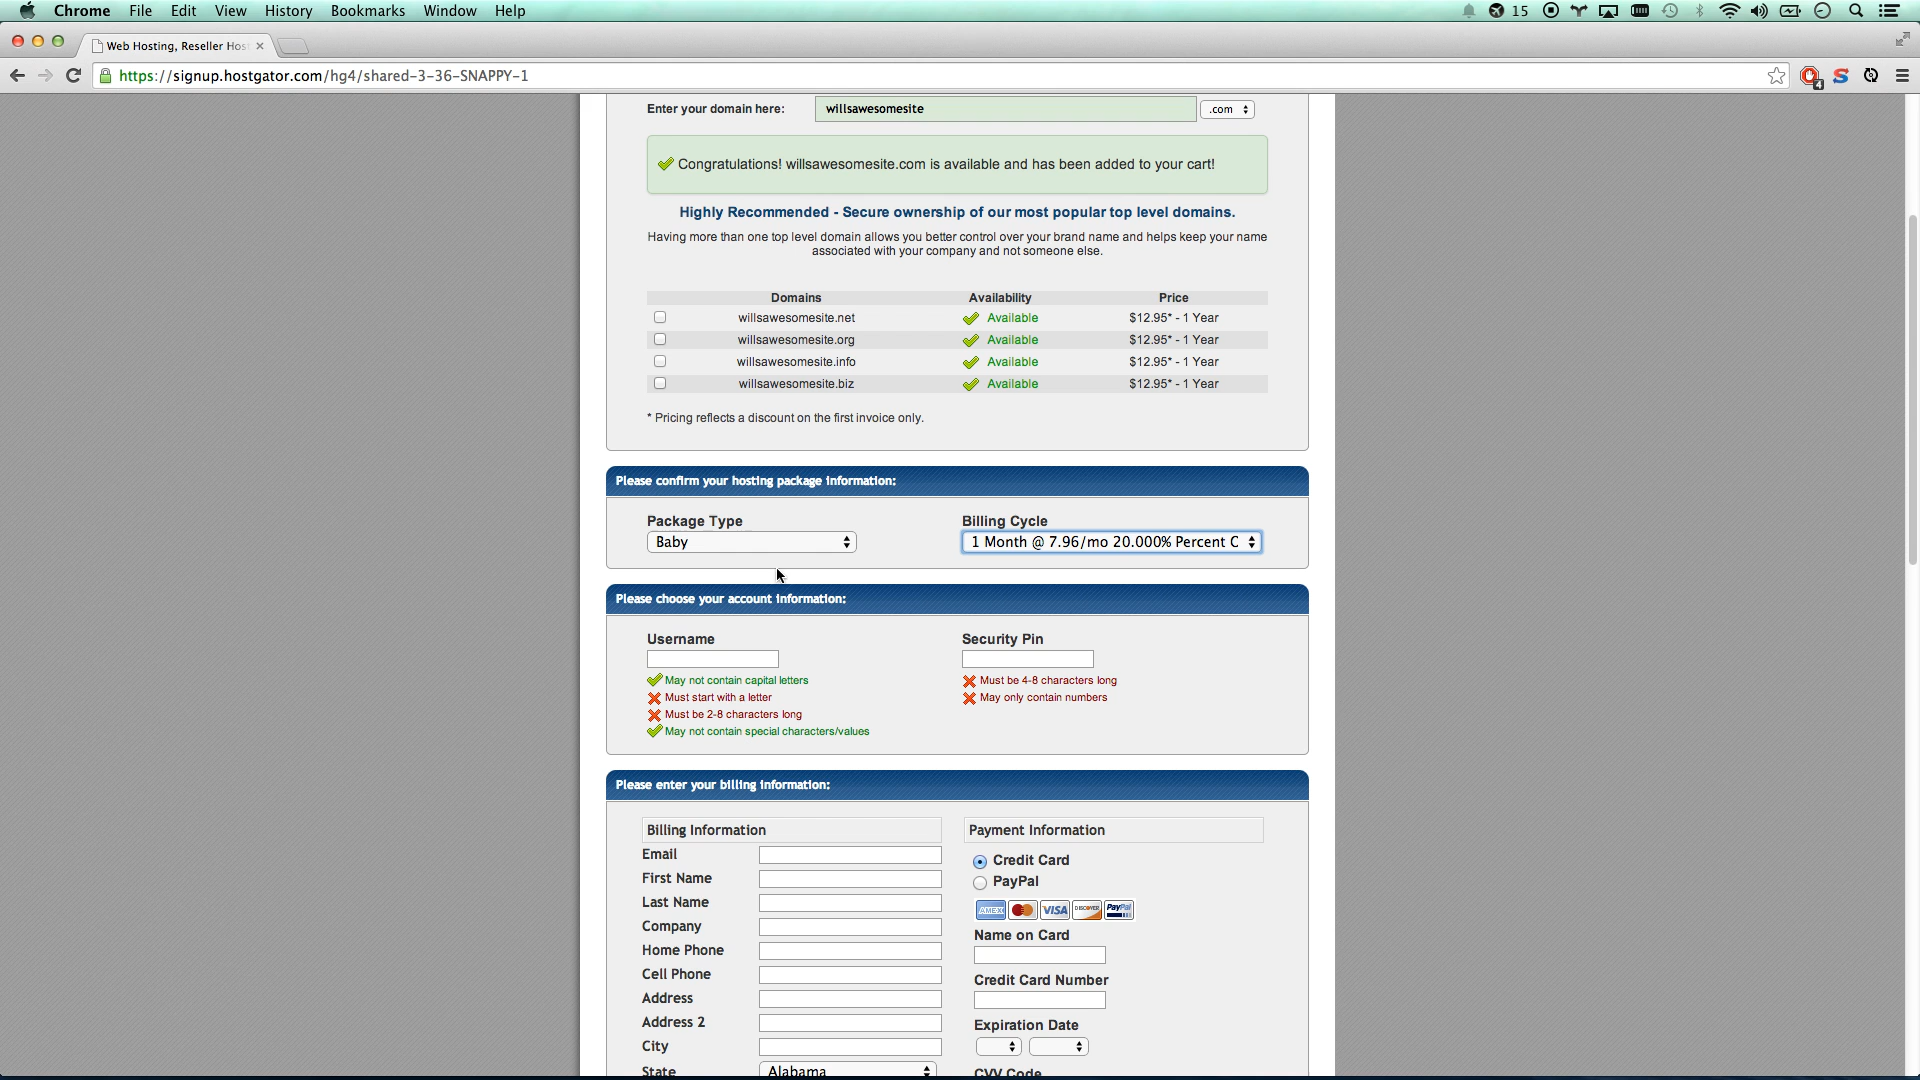 Chrome File Edit View History Bookmarks Window Help 15
Web Hosting, Reseller Hos
https://signup.hostgator.com/hg4/shared-3-36-SNAPPY-1
4
Enter your domain here: willsawesomesite .com
Congratulations! willsawesomesite.com is available and has been added to your cart!
Highly Recommended - Secure ownership of our most popular top level domains.
Having more than one top level domain allows you better control over your brand name and helps keep your name
associated with your company and not someone else.
Domains Availability Price
willsawesomesite.net Available $12.95* - 1 Year
willsawesomesite.org Available $12.95* - 1 Year
willsawesomesite.info Available $12.95* - 1 Year
willsawesomesite.biz Available $12.95* - 1 Year
* Pricing reflects a discount on the first invoice only.
Please confirm your hosting package information:
Package Type Billing Cycle
Baby 1 Month @ 7.96/mo 20.000% Percent C
Please choose your account information:
Username Security Pin
May not contain capital letters Must be 4-8 characters long
Must start with a letter May only contain numbers
Must be 2-8 characters long
May not contain special characters/values
Please enter your billing information:
Billing Information Payment Information
Email Credit Card
First Name PayPal
Last Name AMEX VISA DISCOVER PayPal
Company Name on Card
Home Phone
Cell Phone Credit Card Number
Address
Address 2 Expiration Date
City
State Alabama CVV Code